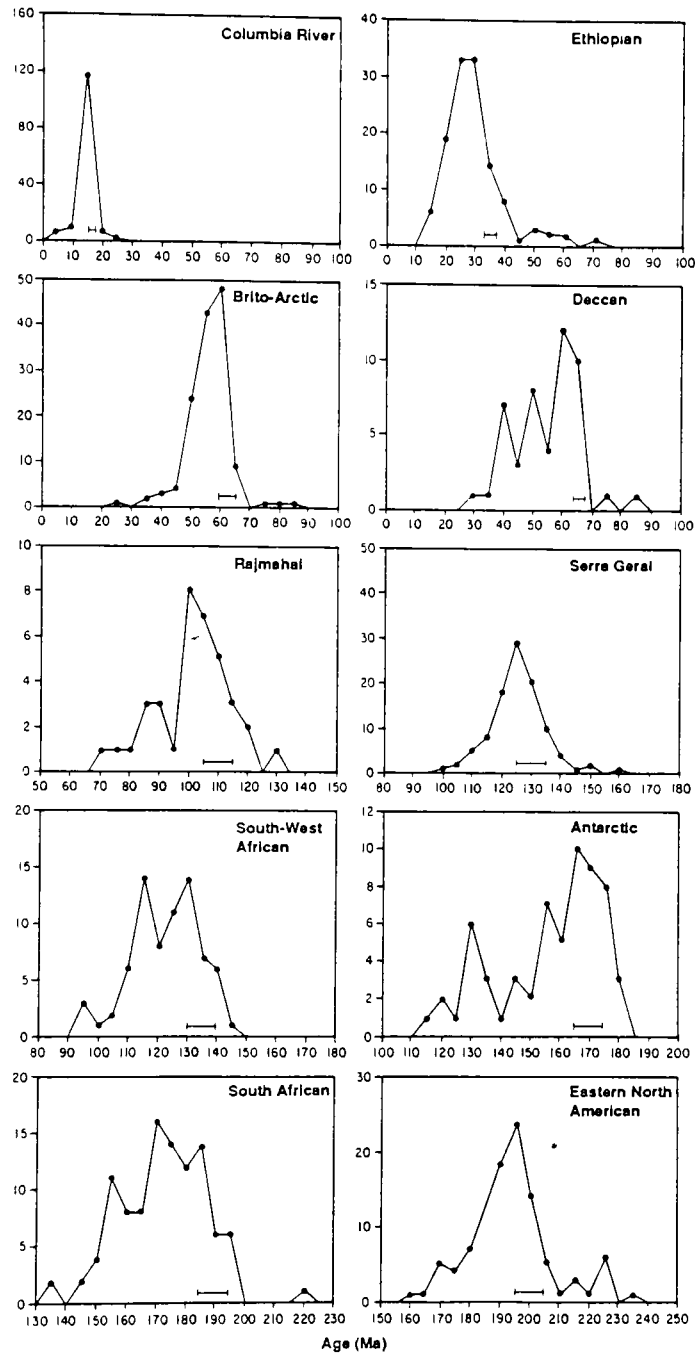 Columbia River
160
120
80
40
0
0 10 20 30 40 50 60 70 80 90 100
Ethiopian
40
30
20
10
0
0 10 20 30 40 50 60 70 80 90 100
Brito-Arctic
50
40
30
20
10
0
0 10 20 30 40 50 60 70 80 90 100
Deccan
15
10
5
0
0 10 20 30 40 50 60 70 80 90 100
Rajmahal
10
8
6
4
2
0
50 60 70 80 90 100 110 120 130 140 150
Serra Geral
50
40
30
20
10
0
80 90 100 110 120 130 140 150 160 170 180
South-West
African
20
15
10
5
0
80 90 100 110 120 130 140 150 160 170 180
Antarctic
12
10
8
6
4
2
0
100 110 120 130 140 150 160 170 180 190 200
South African
20
15
10
5
0
130 140 150 160 170 180 190 200 210 220 230
Eastern North
American
30
20
10
0
150 160 170 180 190 200 210 220 230 240 250
Age (Ma)